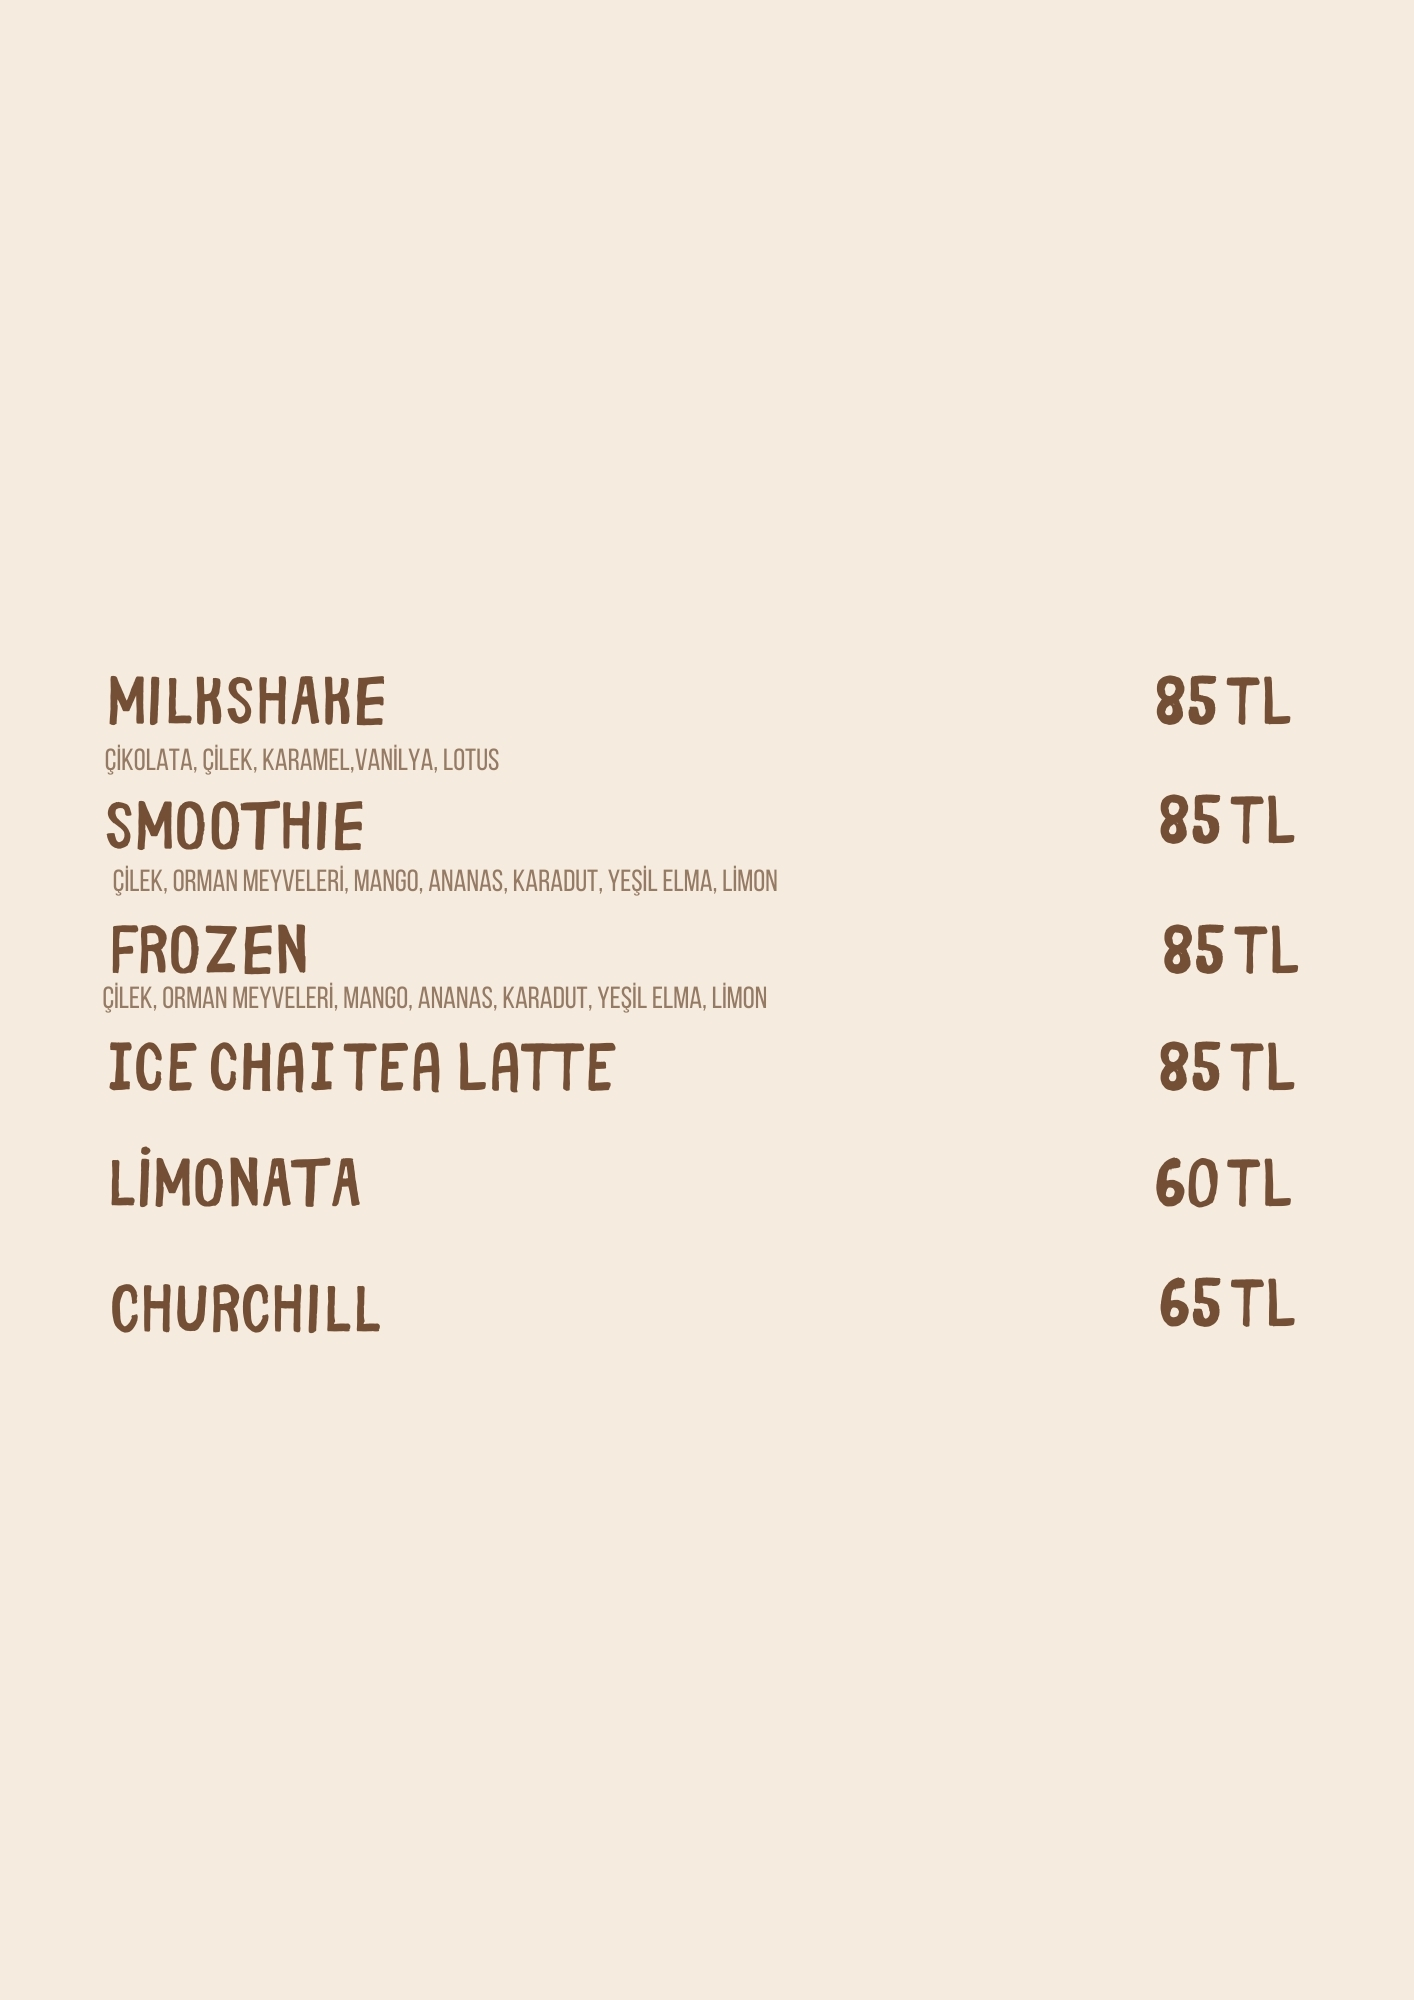 MILKSHAKE 85 TL
ÇİKOLATA, ÇİLEK, KARAMEL,VANİLYA, LOTUS
SMOOTHIE 85 TL
ÇİLEK, ORMAN MEYVELERİ, MANGO, ANANAS, KARADUT, YEŞİL ELMA, LİMON
FROZEN 85 TL
ÇİLEK, ORMAN MEYVELERİ, MANGO, ANANAS, KARADUT, YEŞİL ELMA, LİMON
ICE CHAI TEA LATTE 85 TL
LİMONATA 60 TL
CHURCHILL 65 TL